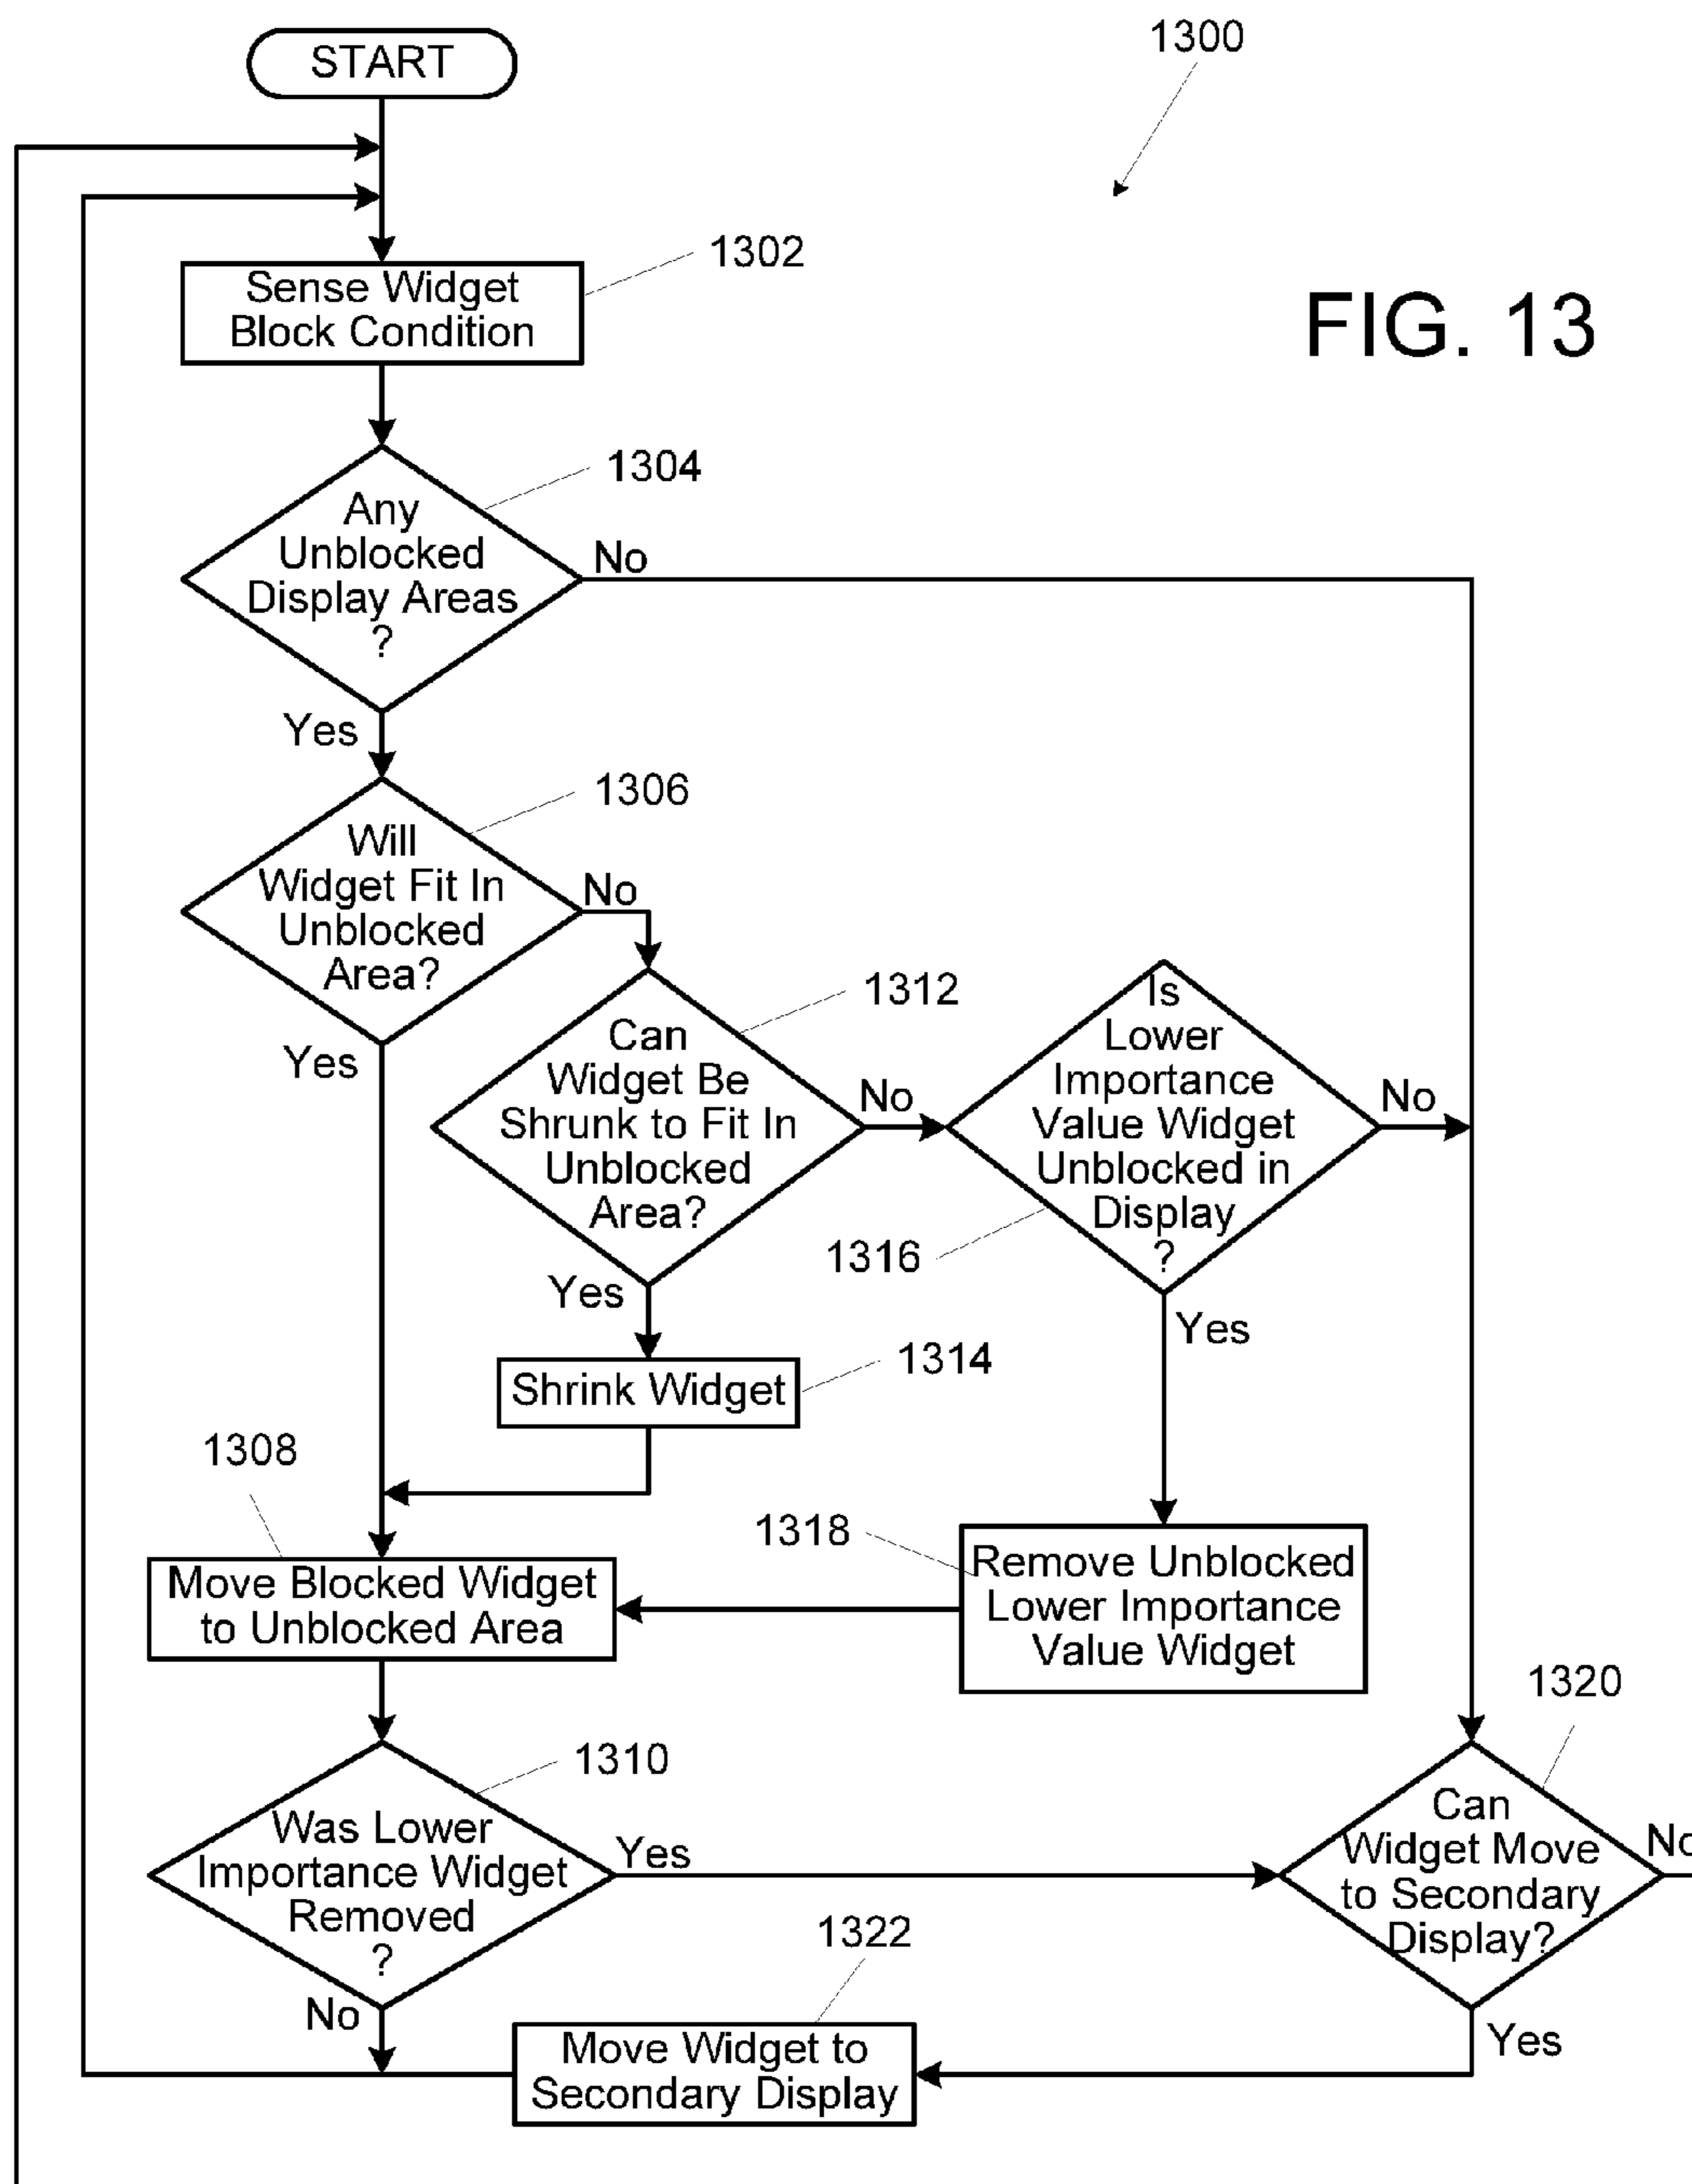 START
1300
1302
Sense Widget
Block Condition
FIG. 13
1304
Any
Unblocked
Display Areas
?
No
Yes
1306
Will
Widget Fit In
Unblocked
Area?
No
Yes
1312
Can
Widget Be
Shrunk to Fit In
Unblocked
Area?
No
Yes
Is
Lower
Importance
Value Widget
Unblocked in
Display
?
1316
No
Yes
1314
Shrink Widget
1308
Move Blocked Widget
to Unblocked Area
1318
Remove Unblocked
Lower Importance
Value Widget
1310
Was Lower
Importance Widget
Removed
?
Yes
No
1320
Can
Widget Move
to Secondary
Display?
No
Yes
1322
Move Widget to
Secondary Display